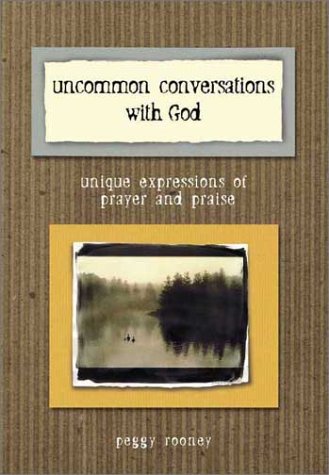 uncommon conversations
with God
unique expressions of
prayer and praise
peggy rooney